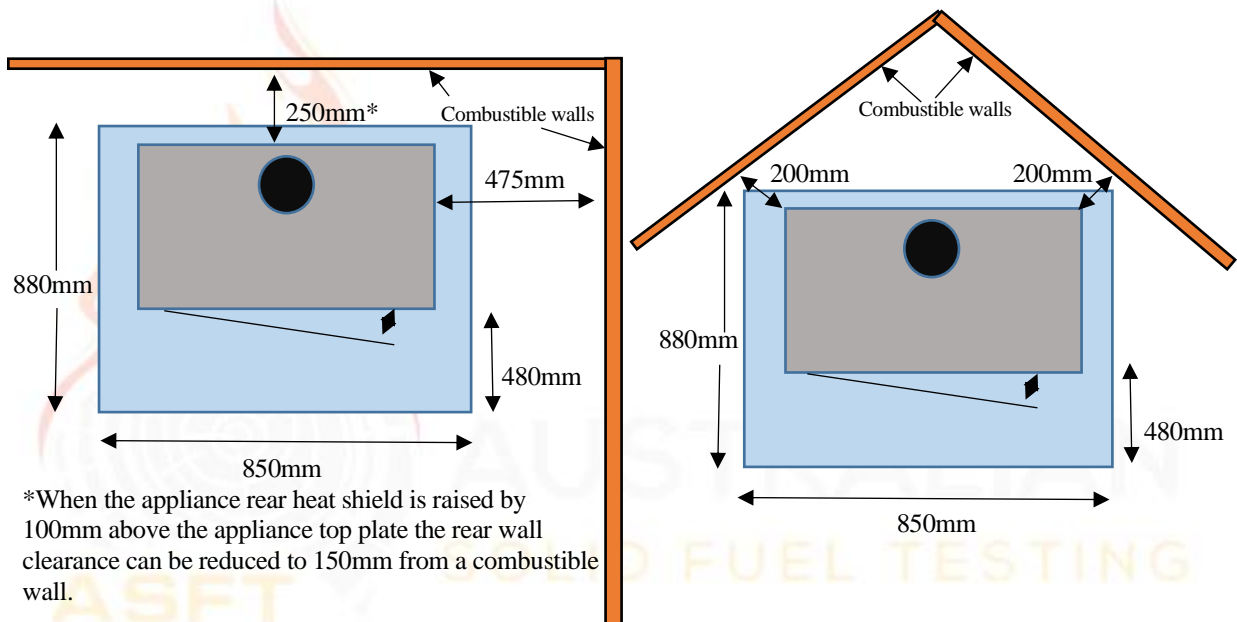 250mm*
Combustible walls
475mm
880mm
480mm
850mm
*When the appliance rear heat shield is raised by
100mm above the appliance top plate the rear wall
clearance can be reduced to 150mm from a combustible
wall.
Combustible walls
200mm
200mm
880mm
480mm
850mm
AUSTRALIAN
SOLID FUEL TESTING
ASFT